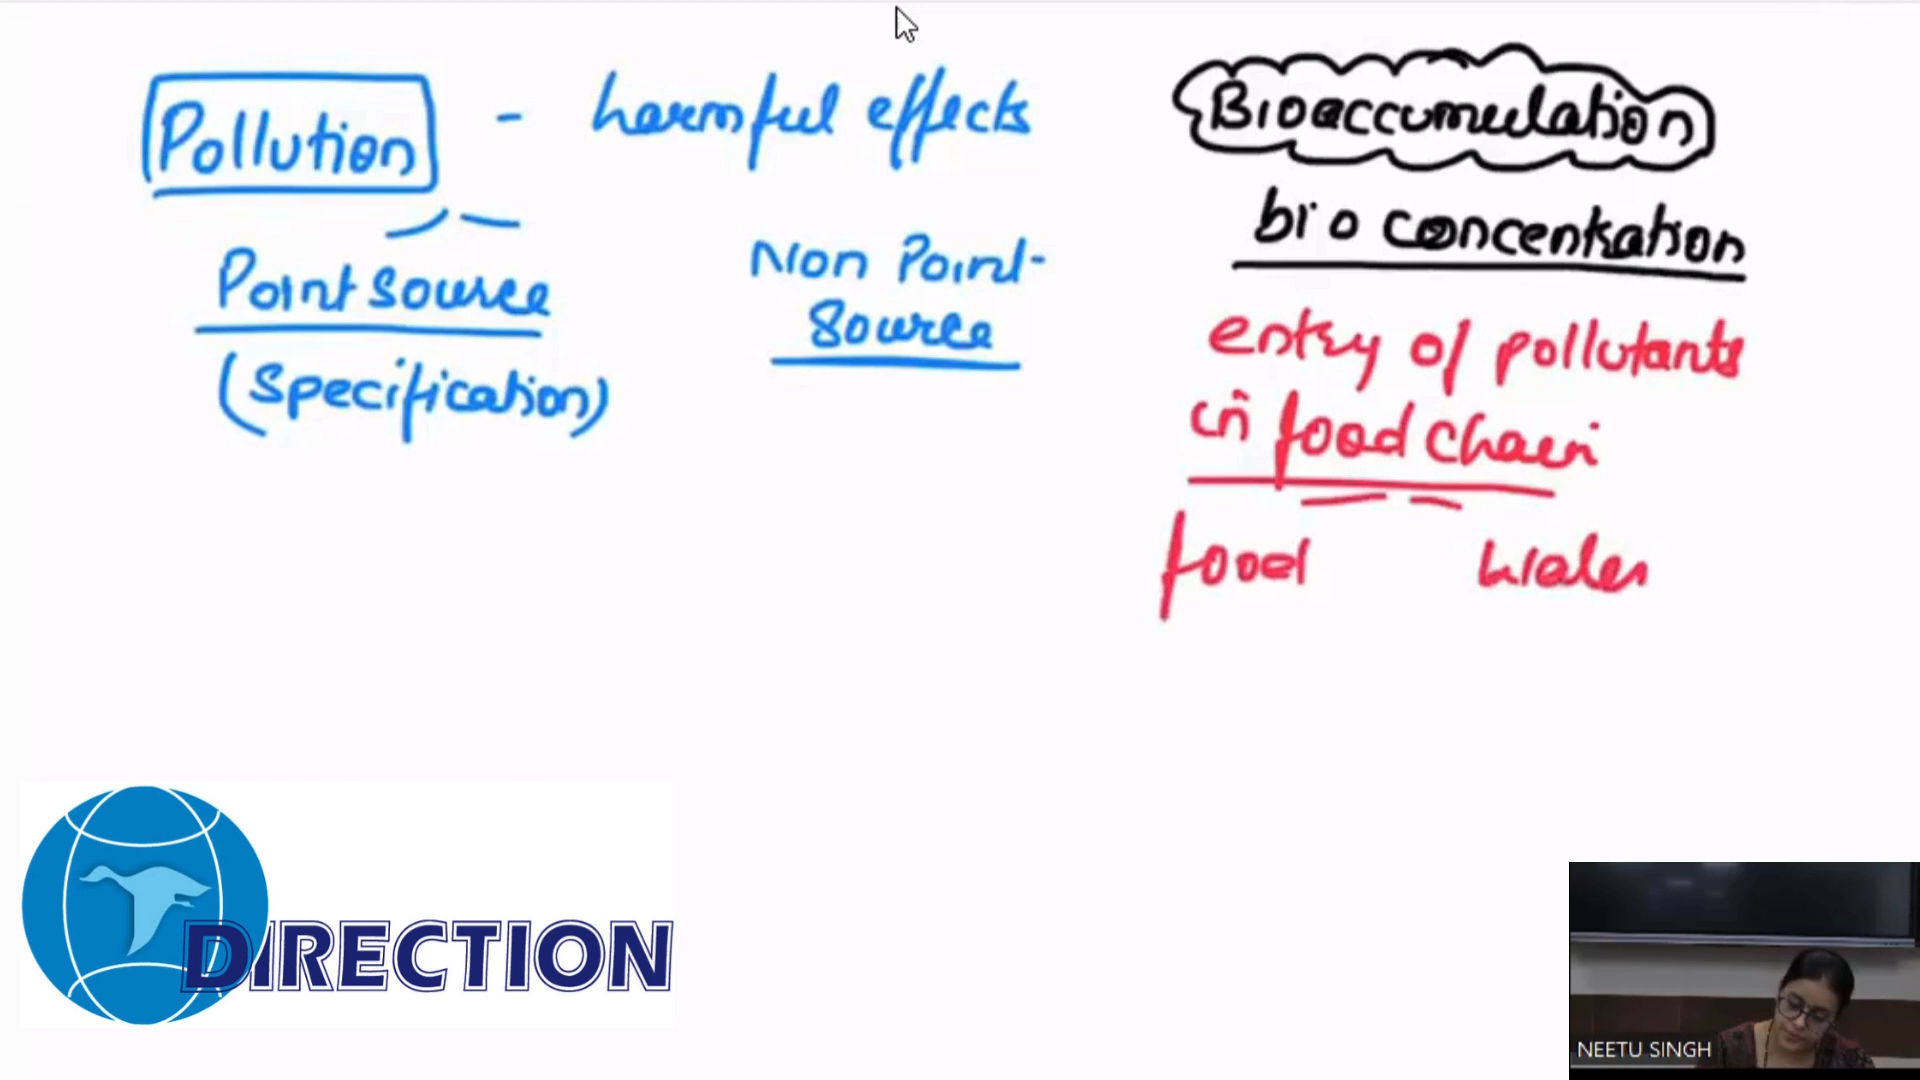 Pollution - harmful effects
Point source
(Specification)
Non Point-
Source
Bioaccumulation
bio concentration
entry of pollutants
in food chain
food water
DIRECTION
NEETU SINGH